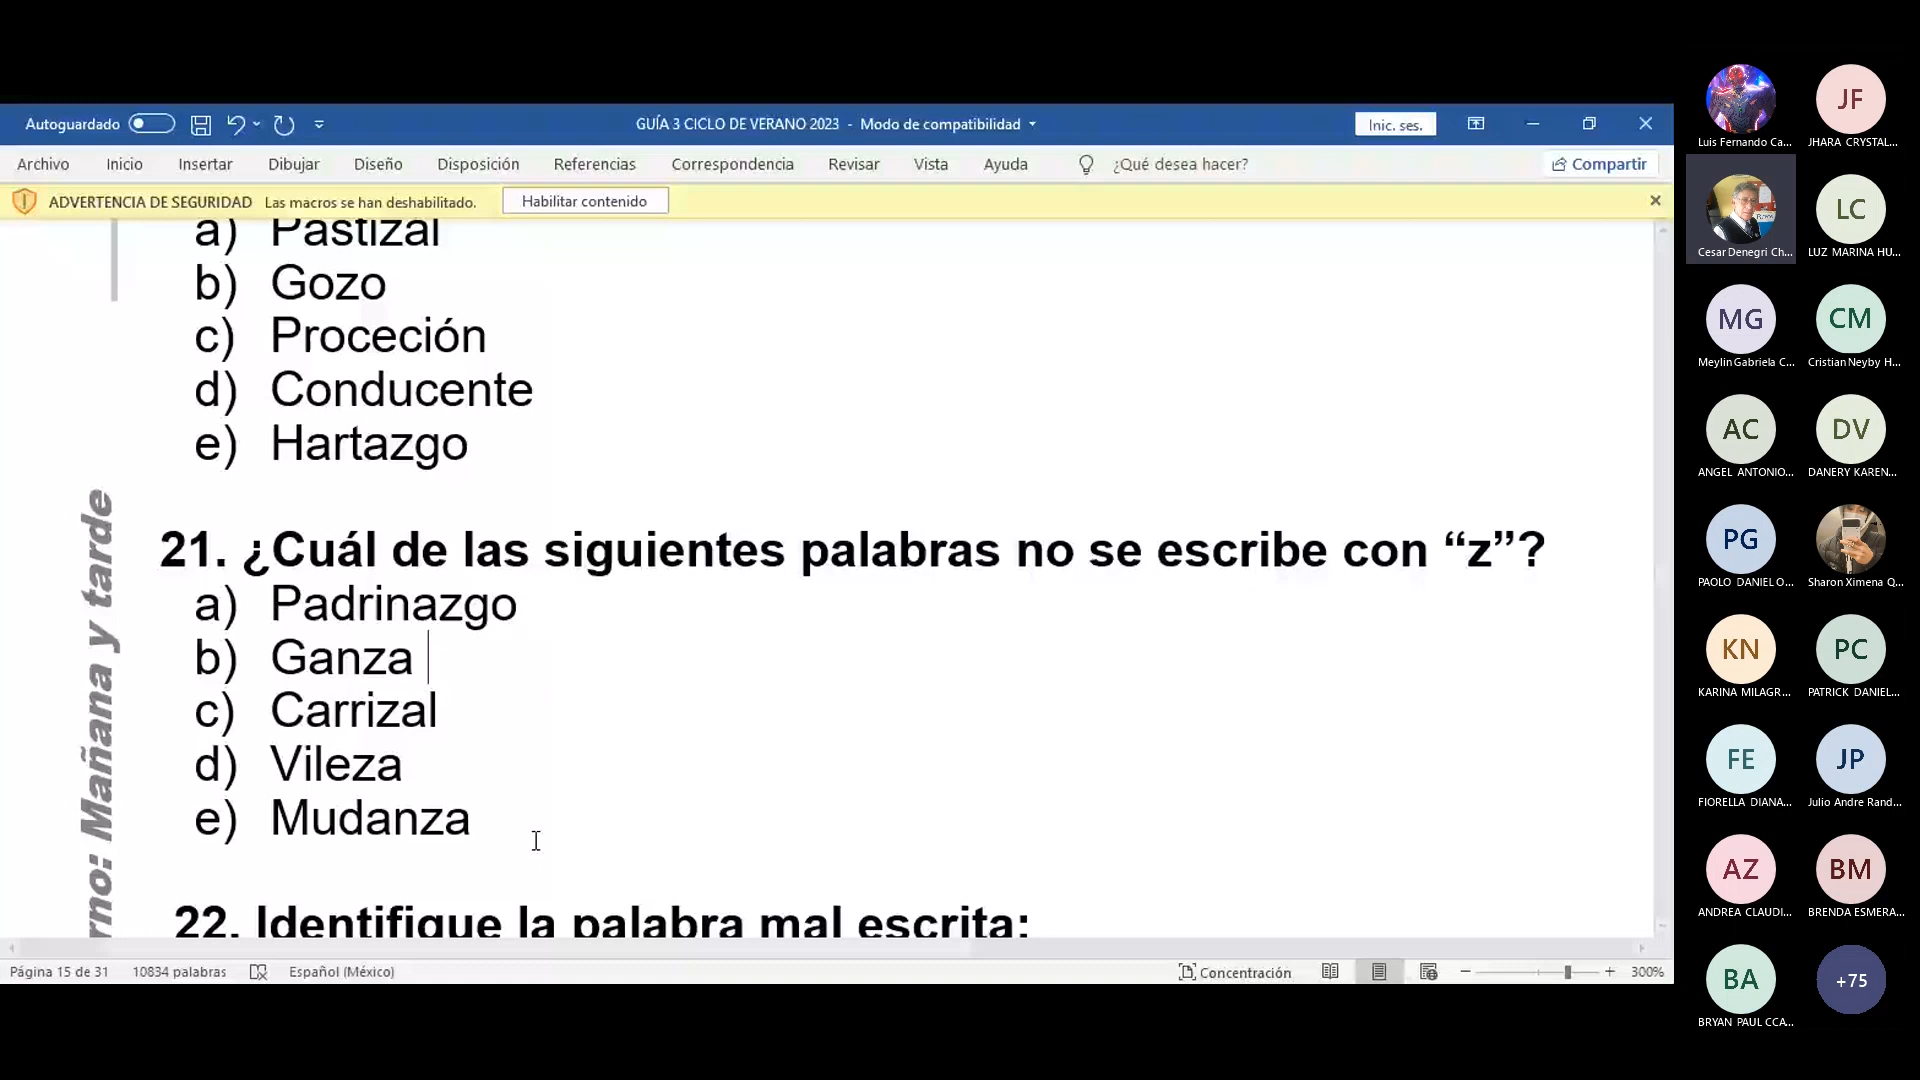 Autoguardado
GUÍA 3 CICLO DE VERANO 2023 - Modo de compatibilidad
Inic. ses.
Archivo Inicio Insertar Dibujar Diseño Disposición Referencias Correspondencia Revisar Vista Ayuda ¿Qué desea hacer? Compartir
ADVERTENCIA DE SEGURIDAD Las macros se han deshabilitado. Habilitar contenido
a) Pastizal
b) Gozo
c) Proceción
d) Conducente
e) Hartazgo
21. ¿Cuál de las siguientes palabras no se escribe con “z”?
a) Padrinazgo
b) Ganza
c) Carrizal
d) Vileza
e) Mudanza
22. Identifique la palabra mal escrita:
rno: Mañana y tarde
Página 15 de 31 10834 palabras Español (México) Concentración 300%
Luis Fernando Ca...
JF
JHARA CRYSTAL...
Cesar Denegri Ch...
LC
LUZ MARINA HU...
MG
Meylin Gabriela C...
CM
Cristian Neyby H...
AC
ANGEL ANTONIO...
DV
DANERY KAREN...
PG
PAOLO DANIEL O...
Sharon Ximena Q...
KN
KARINA MILAGR...
PC
PATRICK DANIEL...
FE
FIORELLA DIANA...
JP
Julio Andre Rand...
AZ
ANDREA CLAUDI...
BM
BRENDA ESMERA...
BA
BRYAN PAUL CCA...
+75